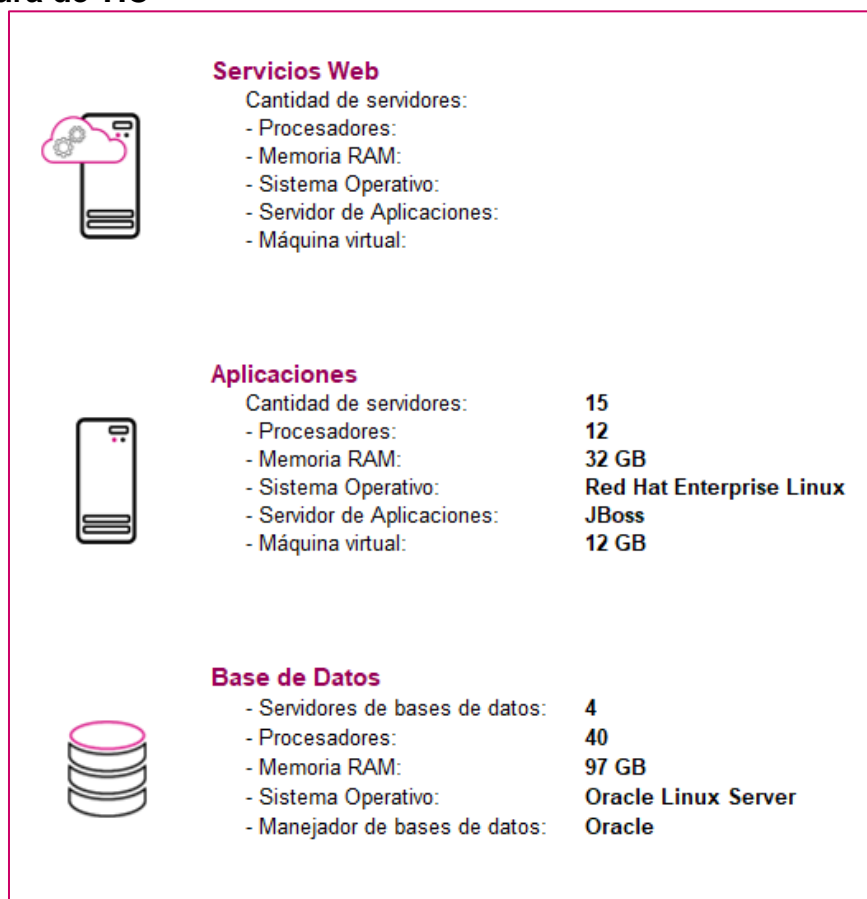 Servicios Web
Cantidad de servidores:
- Procesadores:
- Memoria RAM:
- Sistema Operativo:
- Servidor de Aplicaciones:
- Máquina virtual:
Aplicaciones
Cantidad de servidores: 15
- Procesadores: 12
- Memoria RAM: 32 GB
- Sistema Operativo: Red Hat Enterprise Linux
- Servidor de Aplicaciones: JBoss
- Máquina virtual: 12 GB
Base de Datos
- Servidores de bases de datos: 4
- Procesadores: 40
- Memoria RAM: 97 GB
- Sistema Operativo: Oracle Linux Server
- Manejador de bases de datos: Oracle